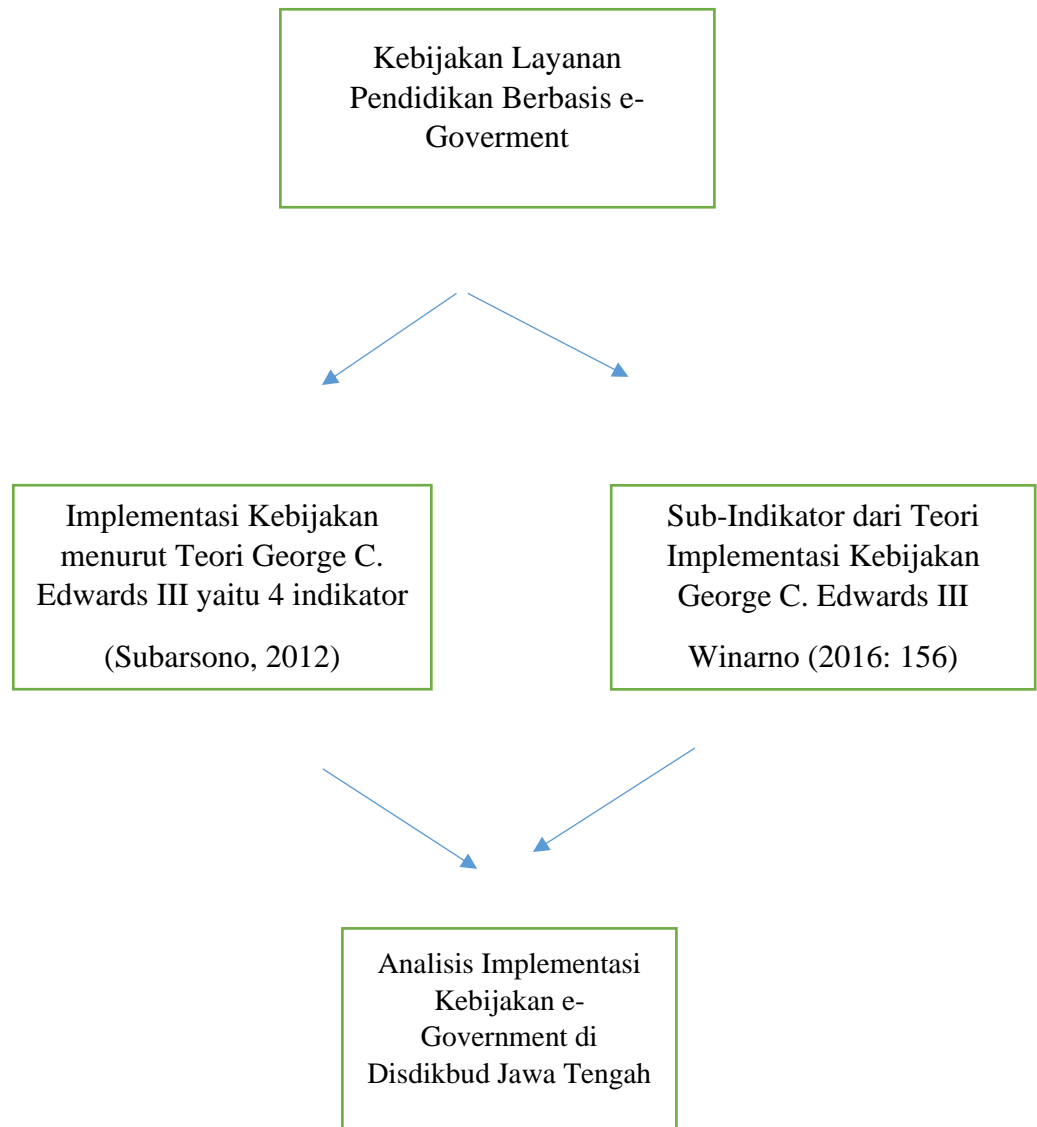 Kebijakan Layanan
Pendidikan Berbasis e-
Goverment
Implementasi Kebijakan
menurut Teori George C.
Edwards III yaitu 4 indikator
(Subarsono, 2012)
Sub-Indikator dari Teori
Implementasi Kebijakan
George C. Edwards III
Winarno (2016: 156)
Analisis Implementasi
Kebijakan e-
Government di
Disdikbud Jawa Tengah